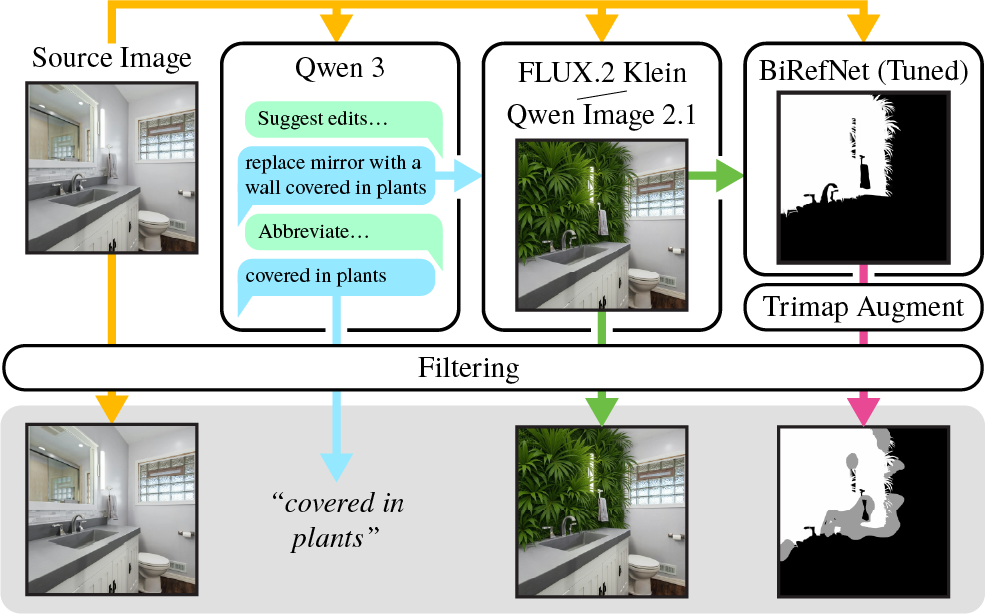 Source Image
Qwen 3
Suggest edits…
replace mirror with a
wall covered in plants
Abbreviate…
covered in plants
FLUX.2 Klein
Qwen Image 2.1
BiRefNet (Tuned)
Trimap Augment
Filtering
“covered in
plants”